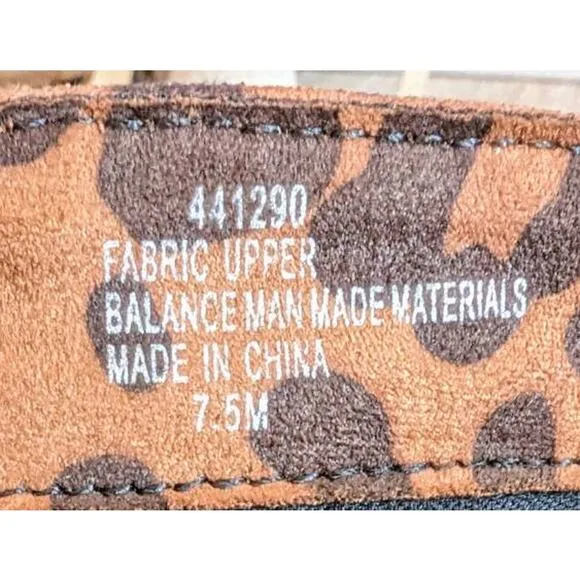 441290
FABRIC UPPER
BALANCE MAN MADE MATERIALS
MADE IN CHINA
7.5M